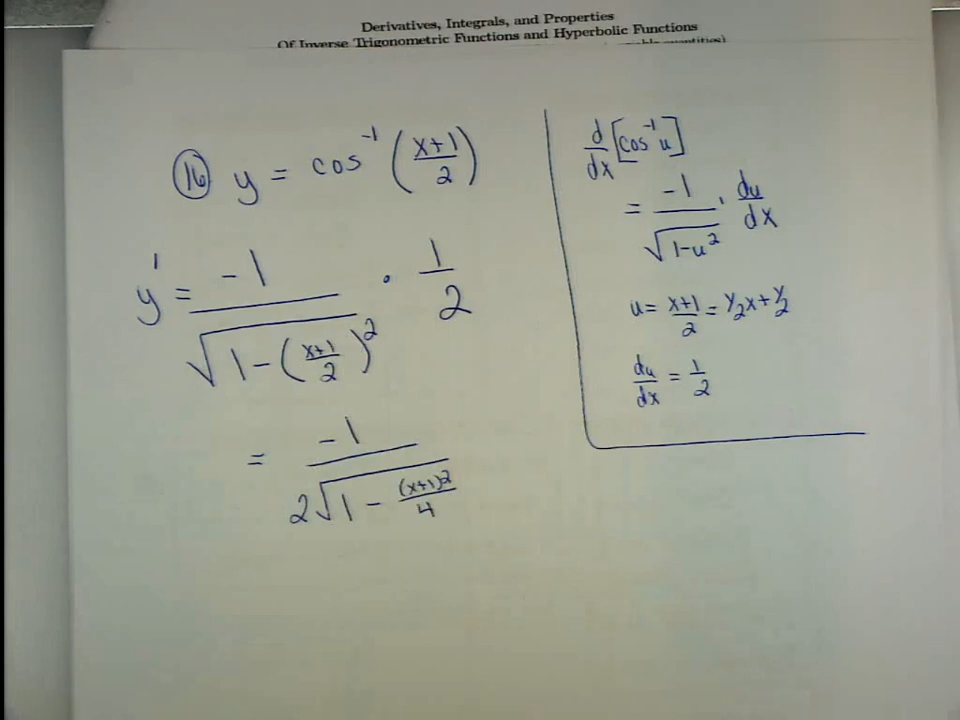 Derivatives, Integrals, and Properties
Of Inverse Trigonometric Functions and Hyperbolic Functions
16 y = cos⁻¹ ((x+1)/2)
y' = -1/√(1-((x+1)/2)²) · 1/2
= -1/(2√(1 - (x+1)²/4))
d/dx [cos⁻¹ u]
= -1/√(1-u²) · du/dx
u = (x+1)/2 = 1/2x + 1/2
du/dx = 1/2